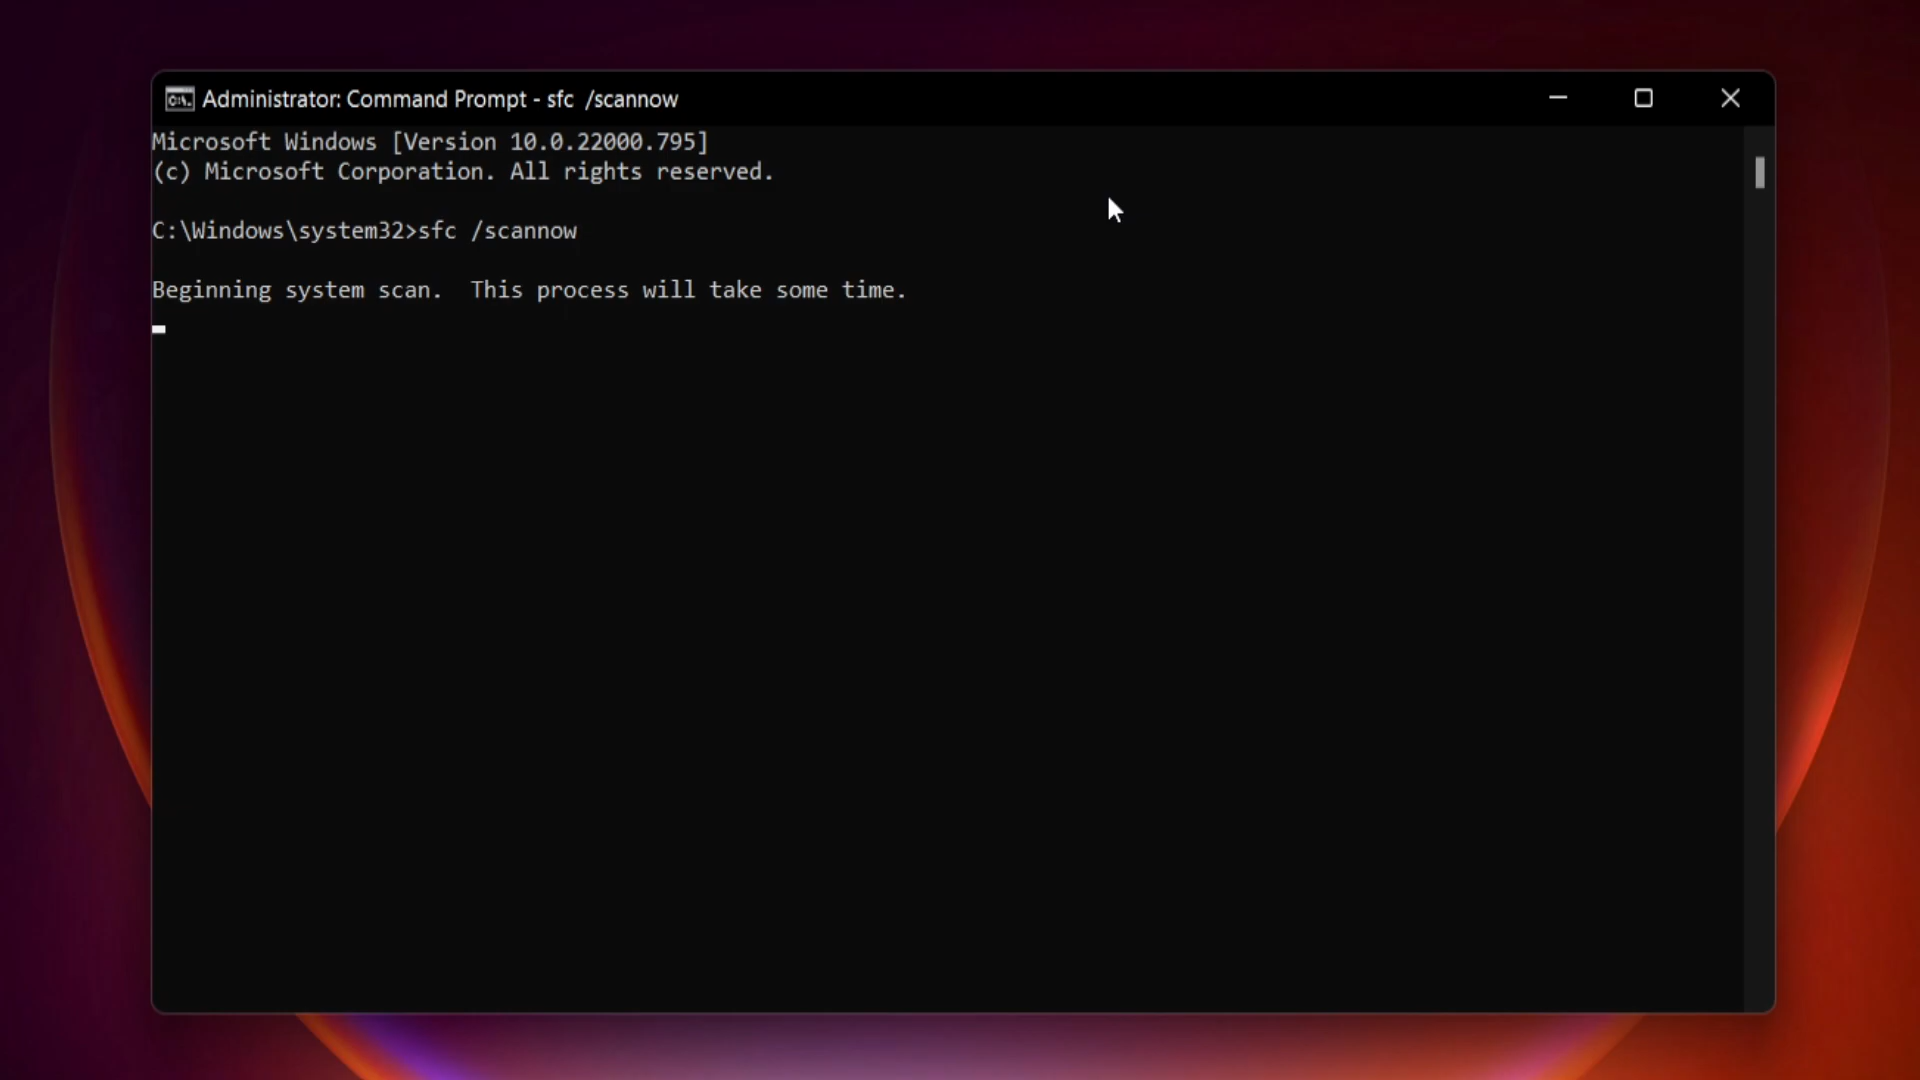 Administrator: Command Prompt - sfc  /scannow
Microsoft Windows [Version 10.0.22000.795]
(c) Microsoft Corporation. All rights reserved.
C:\Windows\system32>sfc /scannow
Beginning system scan.  This process will take some time.